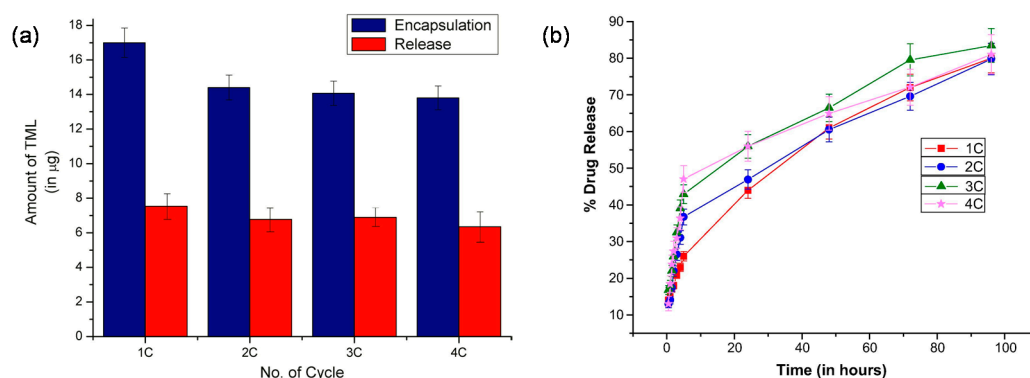 (a)
Amount of TML
(in µg)
18
16
14
12
10
8
6
4
2
0
Encapsulation
Release
1C
2C
3C
4C
No. of Cycle
(b)
% Drug Release
90
80
70
60
50
40
30
20
10
1C
2C
3C
4C
0
20
40
60
80
100
Time (in hours)